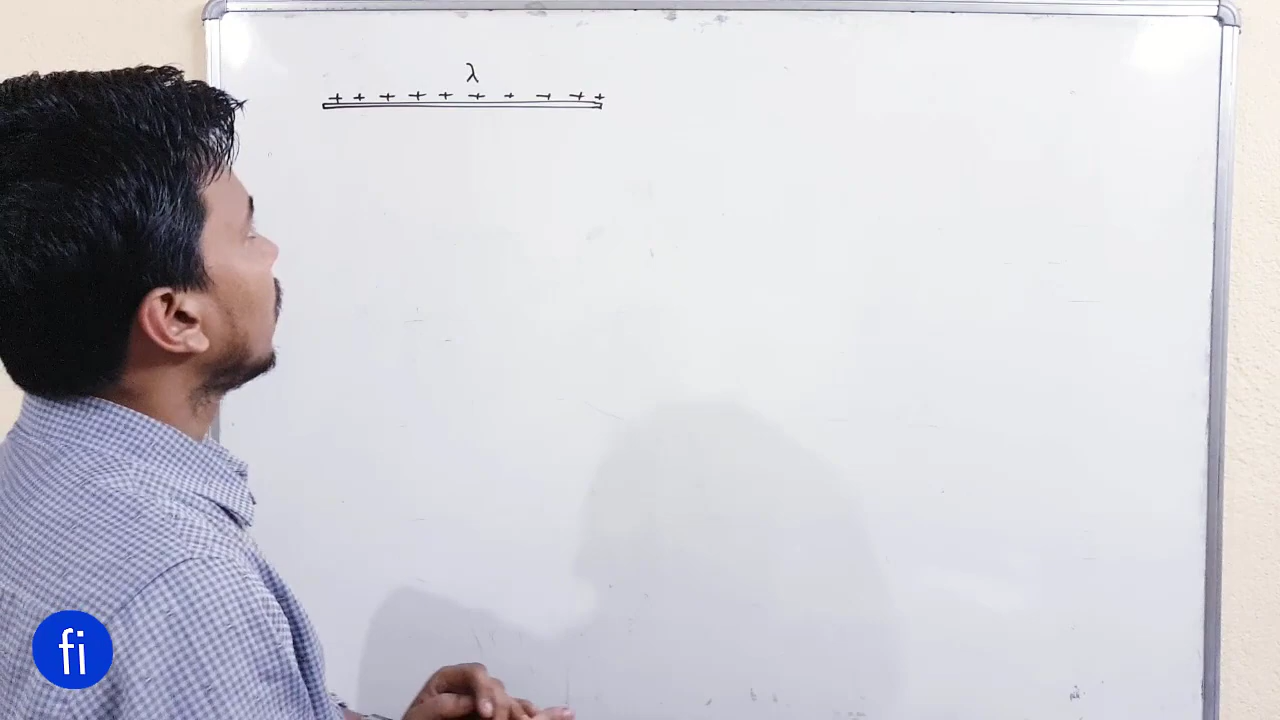 λ
+ + + + + + + + + +
fi